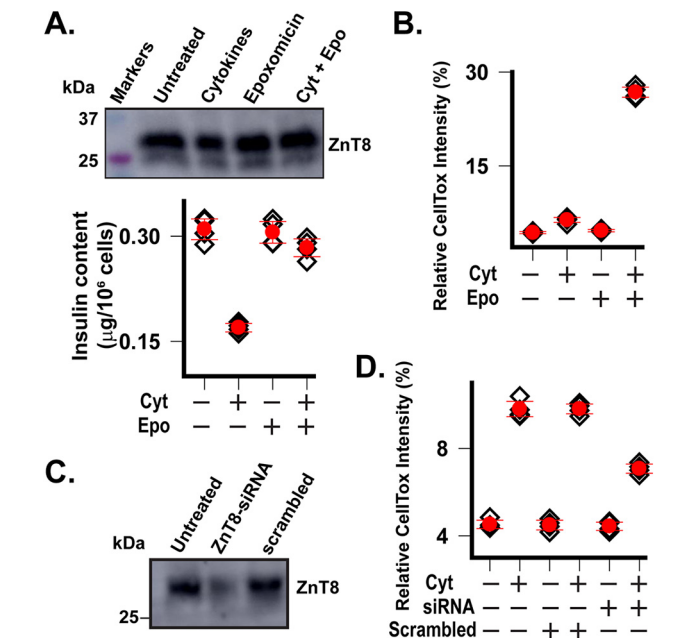 A.
Markers
Untreated
Cytokines
Epoxomicin
Cyt + Epo
kDa
37
25
ZnT8
Insulin content
(μg/10⁶ cells)
0.30
0.15
Cyt − + − +
Epo − − + +
B.
Relative CellTox Intensity (%)
30
15
Cyt − + − +
Epo − − + +
C.
Untreated
ZnT8-siRNA
scrambled
kDa
25
ZnT8
D.
Relative CellTox Intensity (%)
8
4
Cyt − + − + − +
siRNA − − − − + +
Scrambled − − + + − −